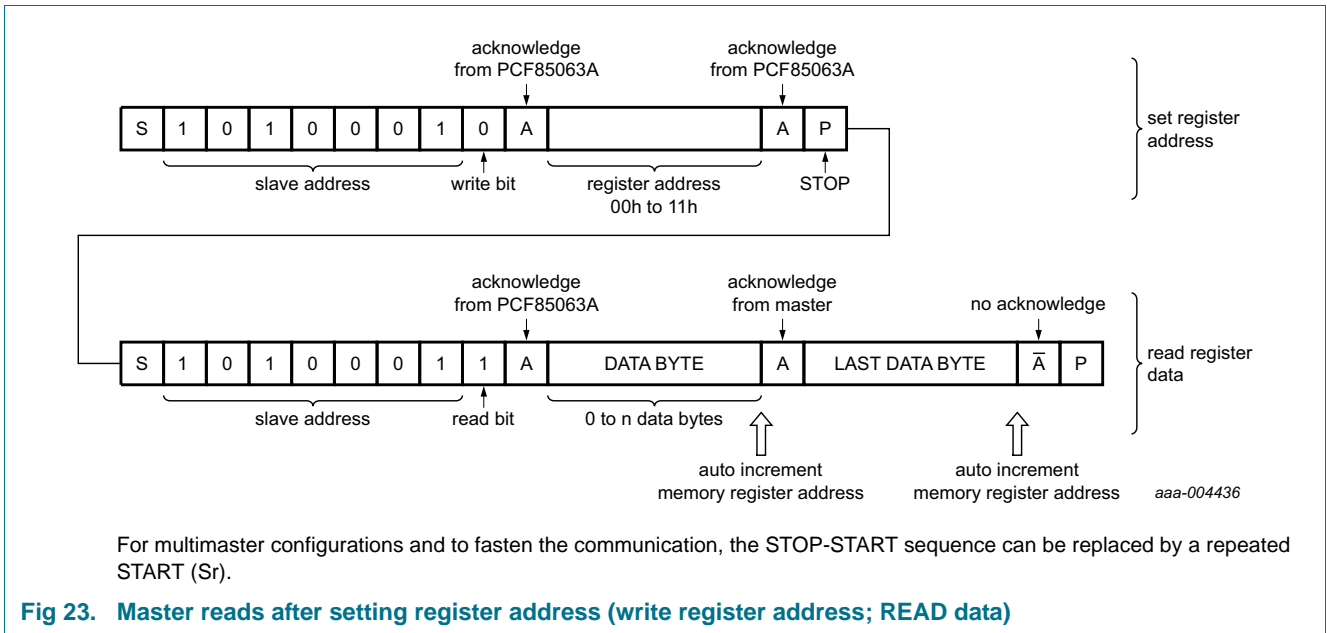 acknowledge
from PCF85063A
acknowledge
from PCF85063A
S 1 0 1 0 0 0 1 0 A A P
set register
address
slave address
write bit
register address
00h to 11h
STOP
acknowledge
from PCF85063A
acknowledge
from master
no acknowledge
S 1 0 1 0 0 0 1 1 A DATA BYTE A LAST DATA BYTE A̅ P
read register
data
slave address
read bit
0 to n data bytes
auto increment
memory register address
auto increment
memory register address
aaa-004436
For multimaster configurations and to fasten the communication, the STOP-START sequence can be replaced by a repeated
START (Sr).
Fig 23. Master reads after setting register address (write register address; READ data)